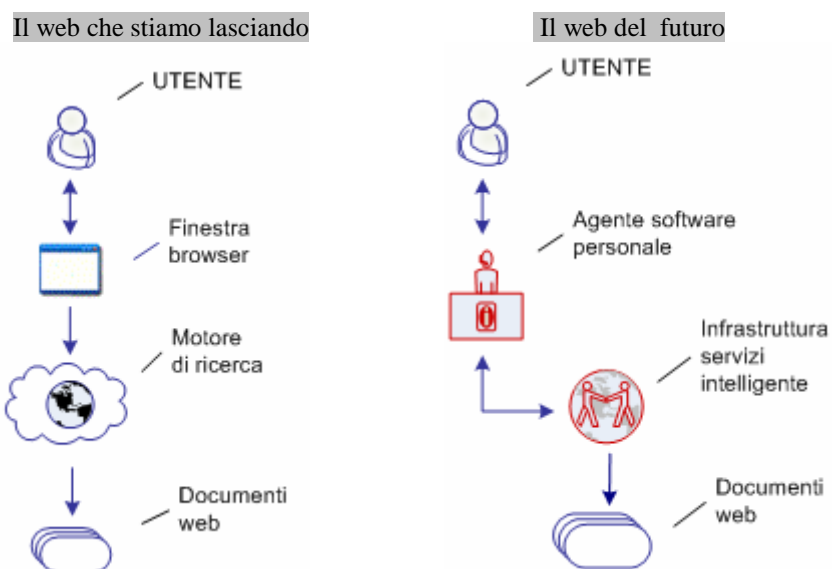 Il web che stiamo lasciando
UTENTE
Finestra
browser
Motore
di ricerca
Documenti
web
Il web del  futuro
UTENTE
Agente software
personale
Infrastruttura
servizi
intelligente
Documenti
web